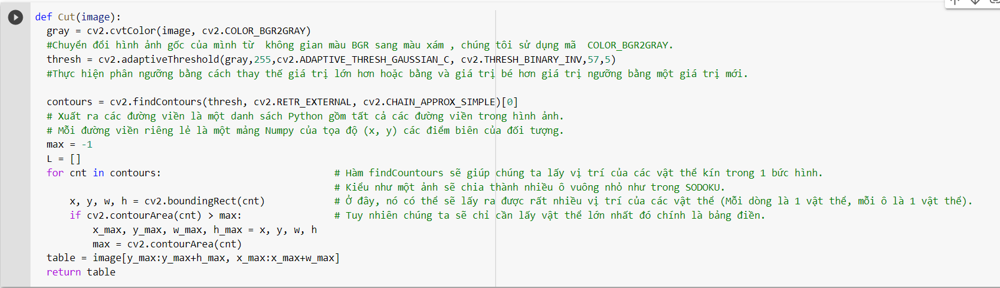 def Cut(image):
gray = cv2.cvtColor(image, cv2.COLOR_BGR2GRAY)
#Chuyển đổi hình ảnh gốc của mình từ  không gian màu BGR sang màu xám , chúng tôi sử dụng mã  COLOR_BGR2GRAY.
thresh = cv2.adaptiveThreshold(gray,255,cv2.ADAPTIVE_THRESH_GAUSSIAN_C, cv2.THRESH_BINARY_INV,57,5)
#Thực hiện phân ngưỡng bằng cách thay thế giá trị lớn hơn hoặc bằng và giá trị bé hơn giá trị ngưỡng bằng một giá trị mới.
contours = cv2.findContours(thresh, cv2.RETR_EXTERNAL, cv2.CHAIN_APPROX_SIMPLE)[0]
# Xuất ra các đường viền là một danh sách Python gồm tất cả các đường viền trong hình ảnh.
# Mỗi đường viền riêng lẻ là một mảng Numpy của tọa độ (x, y) các điểm biên của đối tượng.
max = -1
L = []
for cnt in contours: # Hàm findCountours sẽ giúp chúng ta lấy vị trí của các vật thể kín trong 1 bức hình.
# Kiểu như một ảnh sẽ chia thành nhiều ô vuông nhỏ như trong SODOKU.
x, y, w, h = cv2.boundingRect(cnt) # Ở đây, nó có thể sẽ lấy ra được rất nhiều vị trí của các vật thể (Mỗi dòng là 1 vật thể, mỗi ô là 1 vật thể).
if cv2.contourArea(cnt) > max: # Tuy nhiên chúng ta sẽ chỉ cần lấy vật thể lớn nhất đó chính là bảng điền.
x_max, y_max, w_max, h_max = x, y, w, h
max = cv2.contourArea(cnt)
table = image[y_max:y_max+h_max, x_max:x_max+w_max]
return table